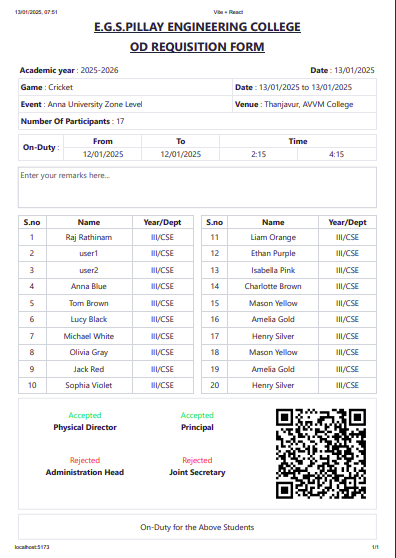 13/01/2025, 07:51 Vite + React
E.G.S.PILLAY ENGINEERING COLLEGE
OD REQUISITION FORM
Academic year : 2025-2026 Date : 13/01/2025
Game : Cricket Date : 13/01/2025 to 13/01/2025
Event : Anna University Zone Level Venue : Thanjavur, AVVM College
Number Of Participants : 17
On-Duty : From To Time
12/01/2025 12/01/2025 2:15 4:15
Enter your remarks here...
S.no Name Year/Dept S.no Name Year/Dept
1 Raj Rathinam III/CSE 11 Liam Orange III/CSE
2 user1 III/CSE 12 Ethan Purple III/CSE
3 user2 III/CSE 13 Isabella Pink III/CSE
4 Anna Blue III/CSE 14 Charlotte Brown III/CSE
5 Tom Brown III/CSE 15 Mason Yellow III/CSE
6 Lucy Black III/CSE 16 Amelia Gold III/CSE
7 Michael White III/CSE 17 Henry Silver III/CSE
8 Olivia Gray III/CSE 18 Mason Yellow III/CSE
9 Jack Red III/CSE 19 Amelia Gold III/CSE
10 Sophia Violet III/CSE 20 Henry Silver III/CSE
Accepted Accepted
Physical Director Principal
Rejected Rejected
Administration Head Joint Secretary
On-Duty for the Above Students
localhost:5173 1/1